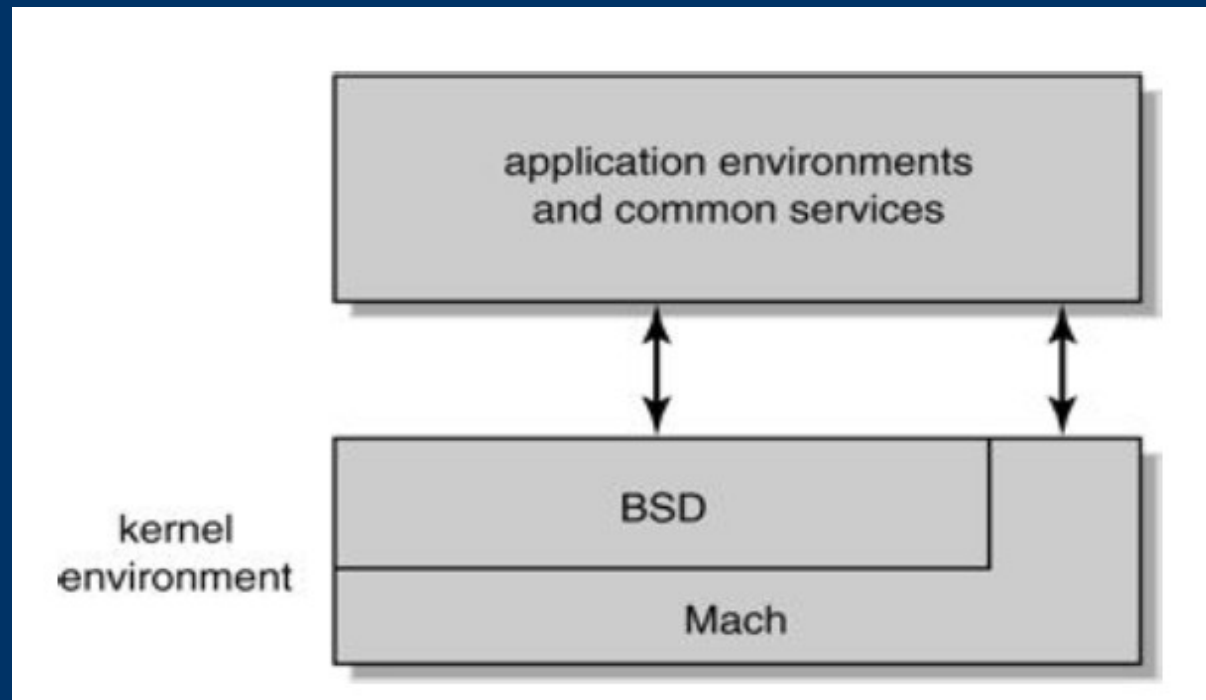 application environments
and common services
BSD
kernel
environment
Mach